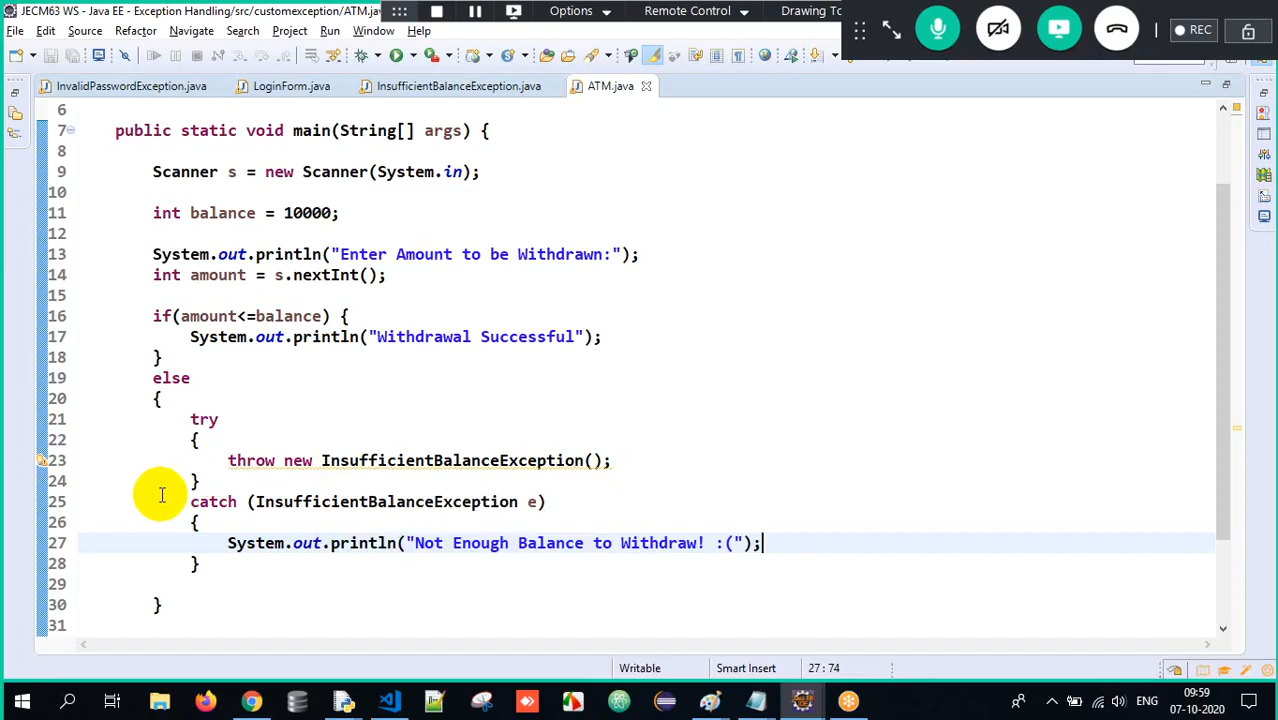 JECM63 WS - Java EE - Exception Handling/src/customexception/ATM.jav
Options
Remote Control
Drawing To
REC
File Edit Source Refactor Navigate Search Project Run Window Help
InvalidPasswordException.java LoginForm.java InsufficientBalanceException.java ATM.java
6
7 public static void main(String[] args) {
8
9 Scanner s = new Scanner(System.in);
10
11 int balance = 10000;
12
13 System.out.println("Enter Amount to be Withdrawn:");
14 int amount = s.nextInt();
15
16 if(amount<=balance) {
17 System.out.println("Withdrawal Successful");
18 }
19 else
20 {
21 try
22 {
23 throw new InsufficientBalanceException();
24 }
25 catch (InsufficientBalanceException e)
26 {
27 System.out.println("Not Enough Balance to Withdraw! :(");
28 }
29
30 }
31
Writable Smart Insert 27 : 74
ENG
09:59
07-10-2020